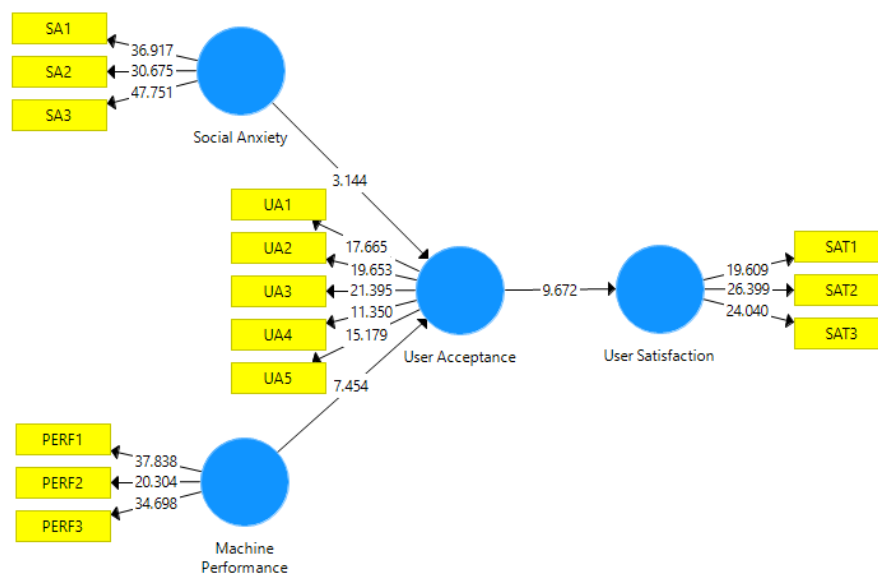 SA1
36.917
SA2
30.675
SA3
47.751
Social Anxiety
3.144
UA1
17.665
UA2
19.653
UA3
21.395
UA4
11.350
UA5
15.179
User Acceptance
9.672
User Satisfaction
19.609
SAT1
26.399
SAT2
24.040
SAT3
7.454
PERF1
37.838
PERF2
20.304
PERF3
34.698
Machine
Performance